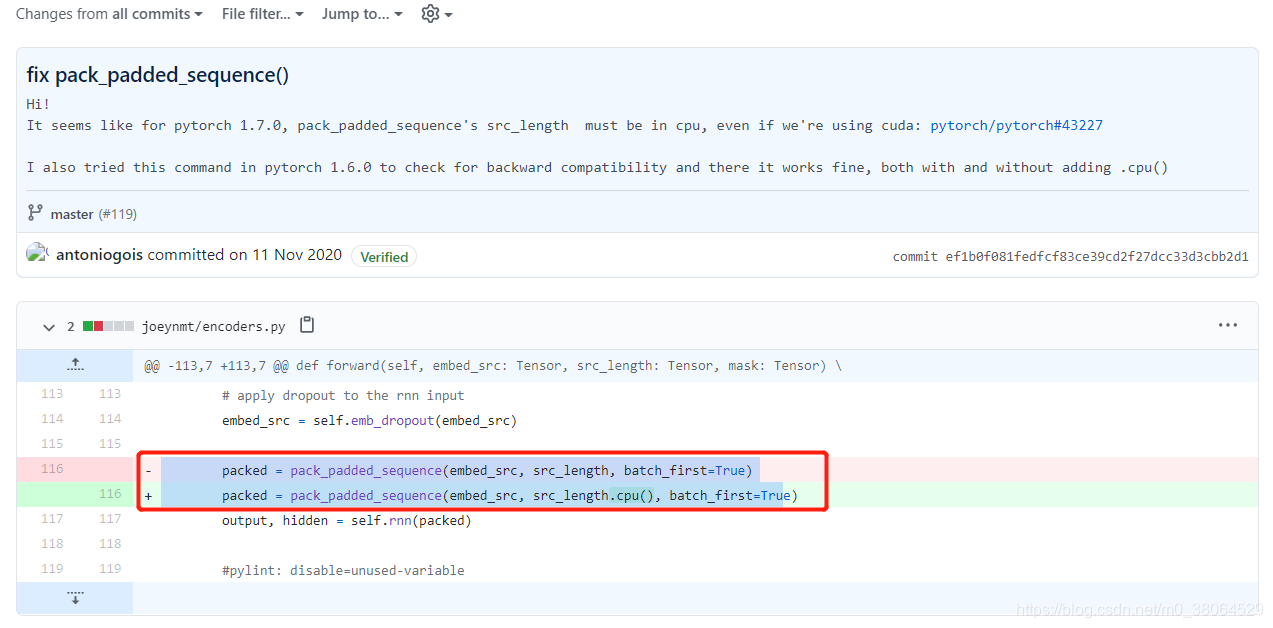 Changes from all commits File filter... Jump to...
fix pack_padded_sequence()
Hi!
It seems like for pytorch 1.7.0, pack_padded_sequence's src_length  must be in cpu, even if we're using cuda: pytorch/pytorch#43227
I also tried this command in pytorch 1.6.0 to check for backward compatibility and there it works fine, both with and without adding .cpu()
master (#119)
antoniogois committed on 11 Nov 2020 Verified commit ef1b0f081fedfcf83ce39cd2f27dcc33d3cbb2d1
2 joeynmt/encoders.py ...
@@ -113,7 +113,7 @@ def forward(self, embed_src: Tensor, src_length: Tensor, mask: Tensor) \
113 113 # apply dropout to the rnn input
114 114 embed_src = self.emb_dropout(embed_src)
115 115
116 - packed = pack_padded_sequence(embed_src, src_length, batch_first=True)
116 + packed = pack_padded_sequence(embed_src, src_length.cpu(), batch_first=True)
117 117 output, hidden = self.rnn(packed)
118 118
119 119 #pylint: disable=unused-variable
https://blog.csdn.net/m0_38064529